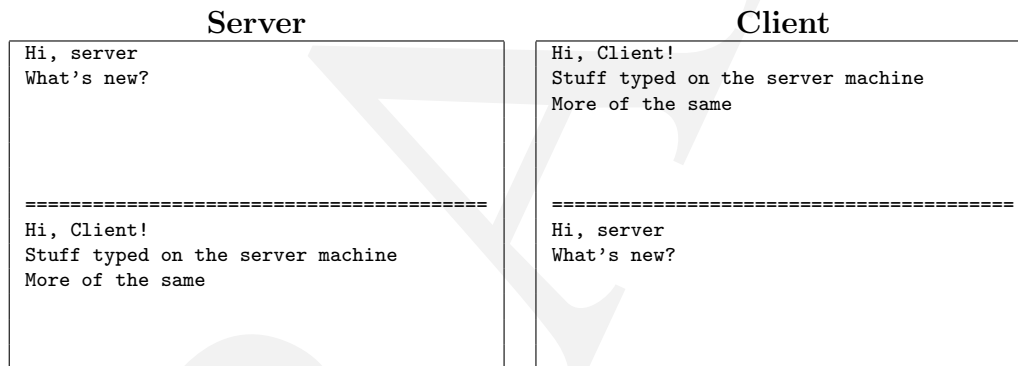 Server
Hi, server
What's new?
=========================================
Hi, Client!
Stuff typed on the server machine
More of the same
Client
Hi, Client!
Stuff typed on the server machine
More of the same
=========================================
Hi, server
What's new?